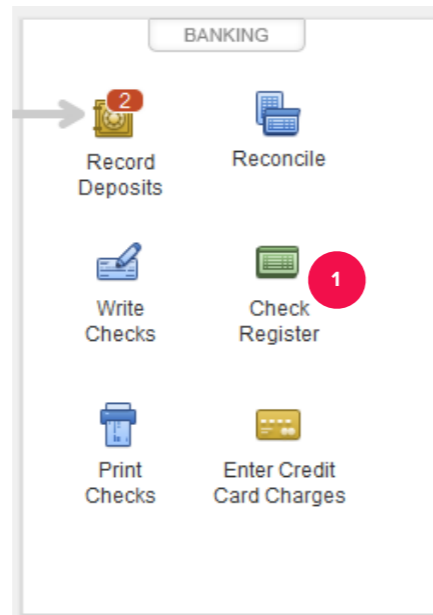 BANKING
2
Record
Deposits
Reconcile
1
Write
Checks
Check
Register
Print
Checks
Enter Credit
Card Charges